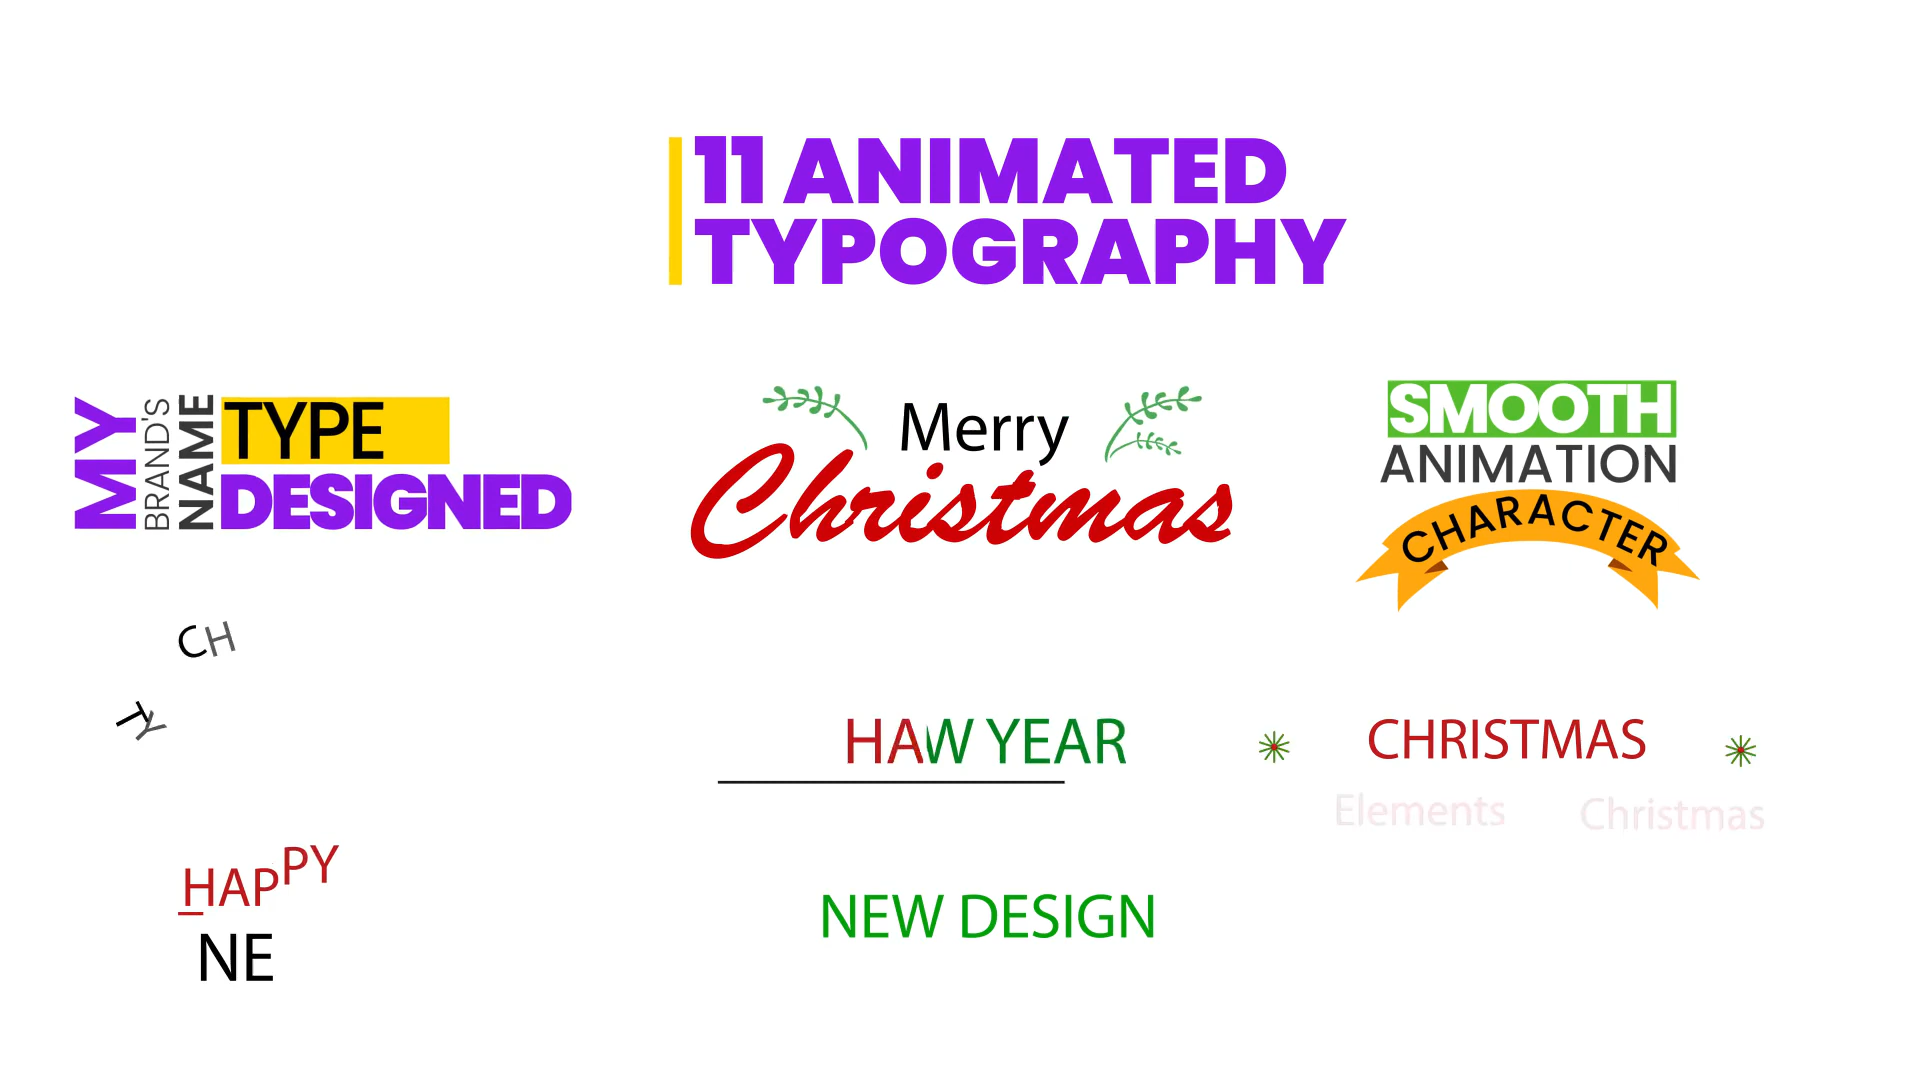 11 ANIMATED
TYPOGRAPHY
MY
BRAND'S
NAME
TYPE
DESIGNED
Merry
Christmas
SMOOTH
ANIMATION
CHARACTER
CH
TY
HAW YEAR
CHRISTMAS
Elements
Christmas
HAPPY
NE
NEW DESIGN